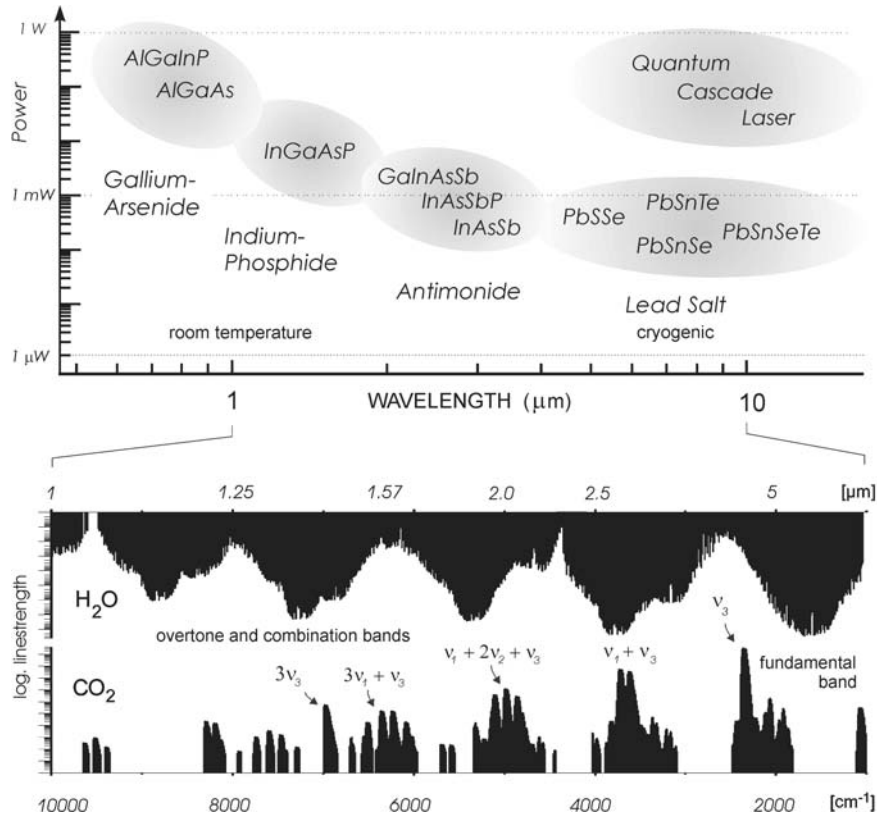 1 W
AlGaInP
AlGaAs
Quantum
Cascade
Laser
Power
InGaAsP
GaInAsSb
Gallium-
Arsenide
1 mW
InAsSbP
InAsSb
PbSSe
PbSnTe
PbSnSe
PbSnSeTe
Indium-
Phosphide
Antimonide
Lead Salt
room temperature
cryogenic
1 μW
1
WAVELENGTH (μm)
10
1 1.25 1.57 2.0 2.5 5 [μm]
log. linestrength
H₂O
overtone and combination bands
ν₃
3ν₃
3ν₁ + ν₃
ν₁ + 2ν₂ + ν₃
ν₁ + ν₃
fundamental
band
CO₂
10000 8000 6000 4000 2000 [cm⁻¹]